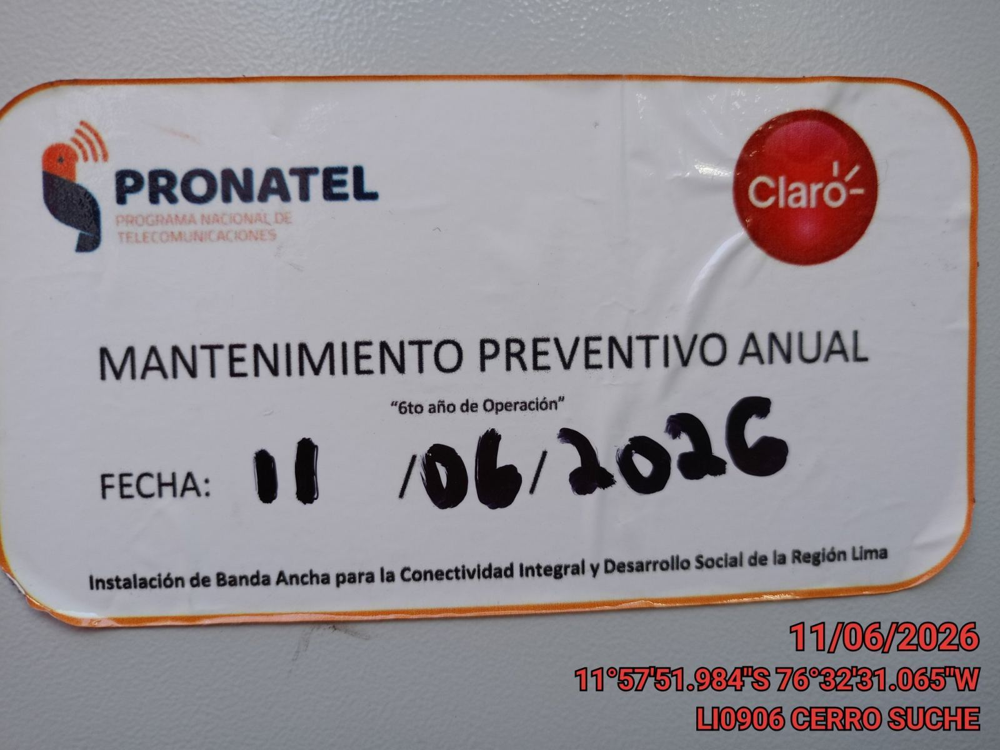 PRONATEL
PROGRAMA NACIONAL DE
TELECOMUNICACIONES
Claro
MANTENIMIENTO PREVENTIVO ANUAL
“6to año de Operación”
FECHA: 11 /06/2026
Instalación de Banda Ancha para la Conectividad Integral y Desarrollo Social de la Región Lima
11/06/2026
11°57'51.984"S 76°32'31.065"W
LI0906 CERRO SUCHE